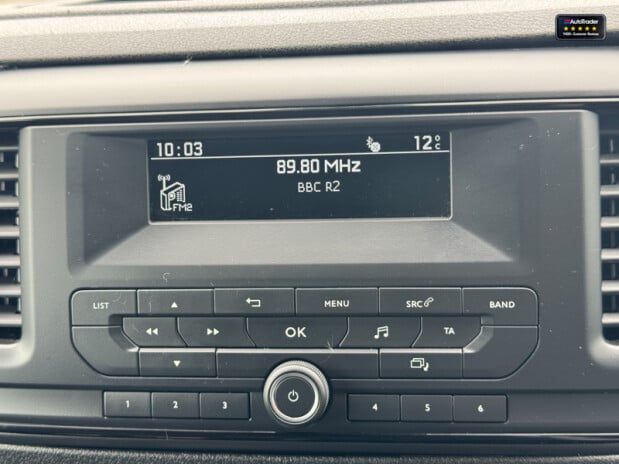 AutoTrader
10:03
12°C
89.80 MHz
BBC R2
FM2
LIST
MENU
SRC
BAND
OK
TA
1 2 3 4 5 6